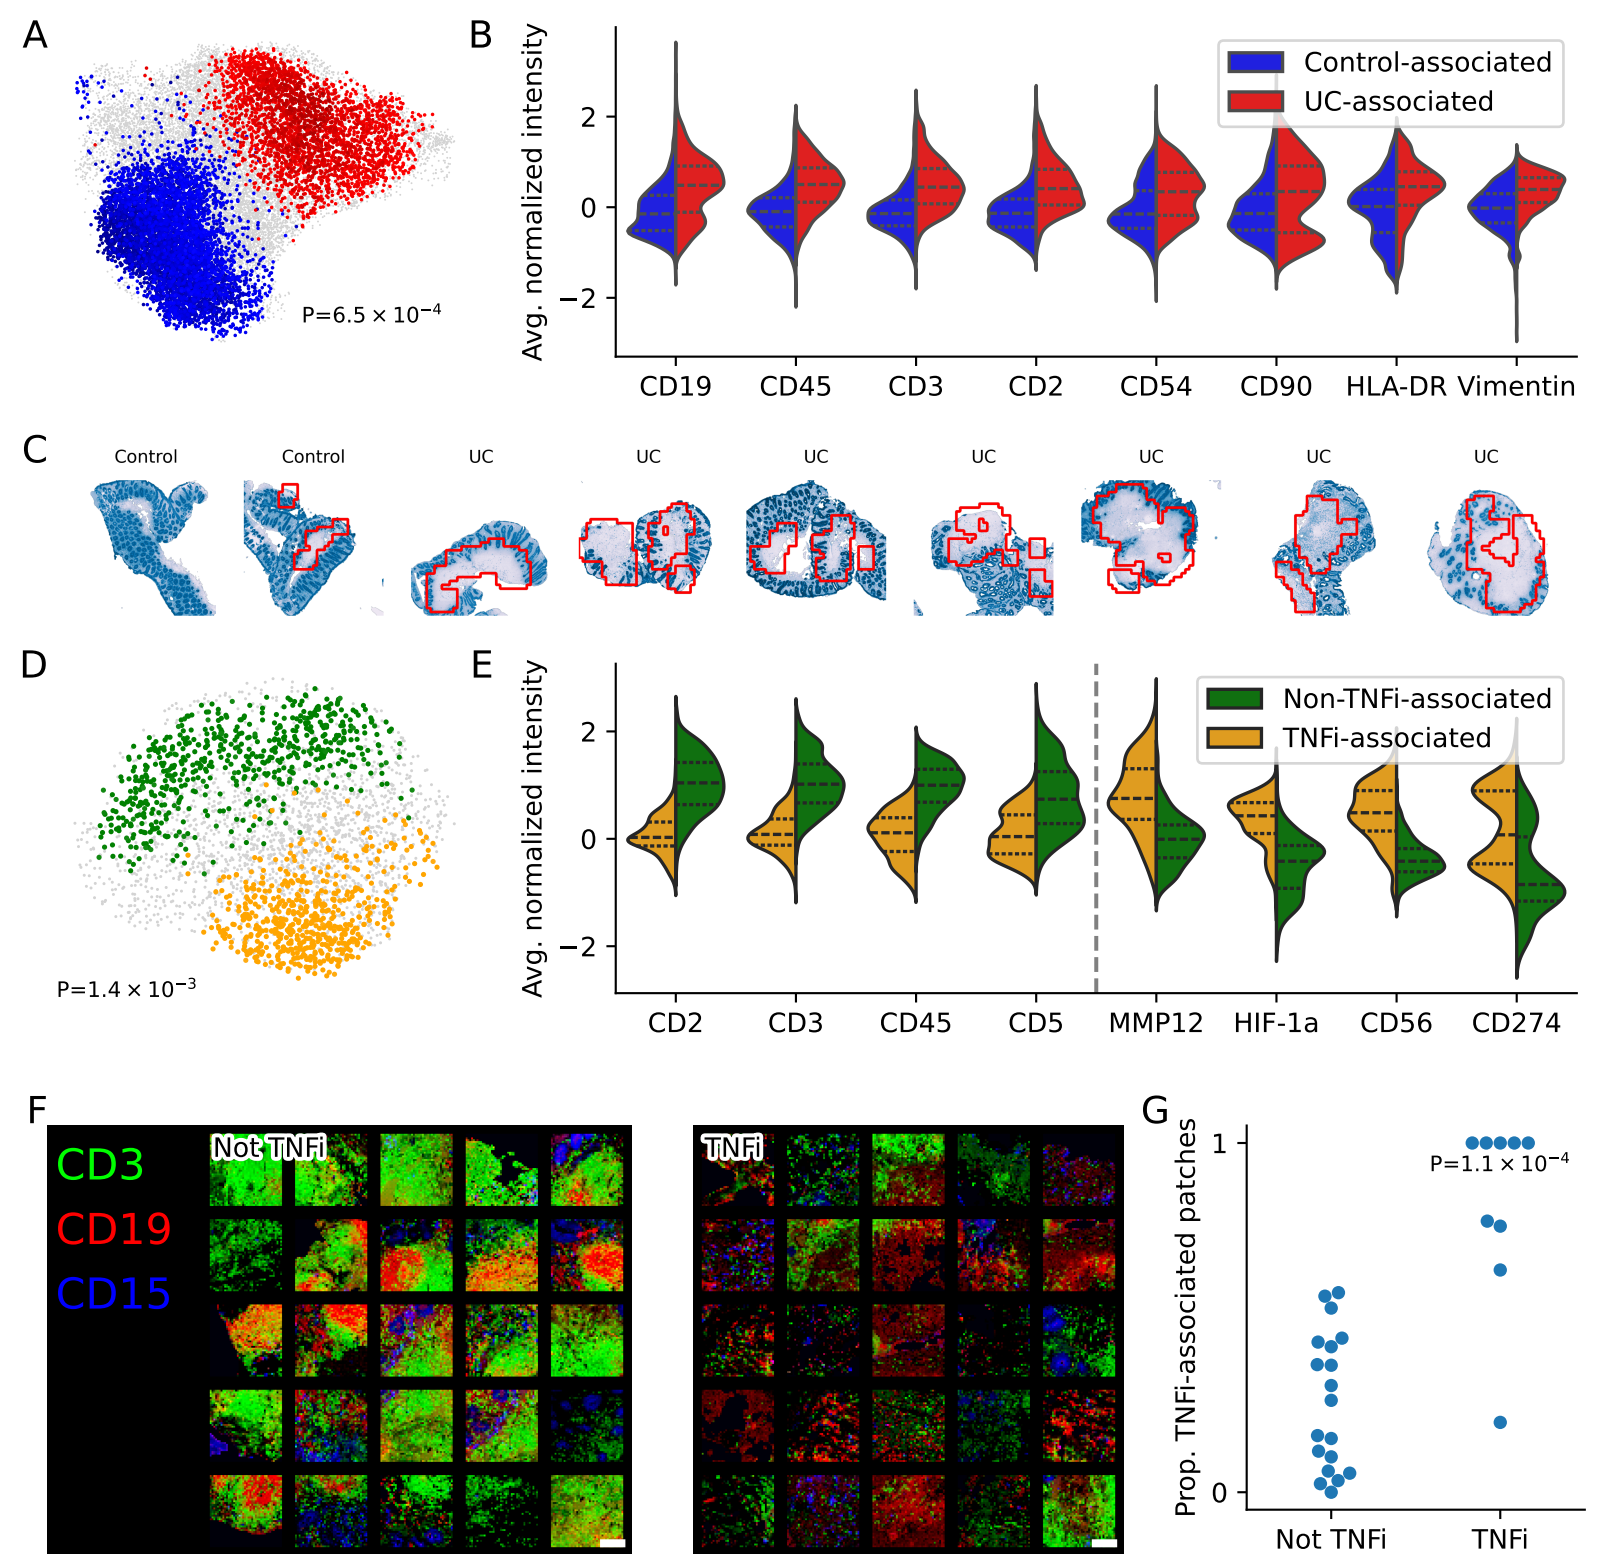 A
P=6.5 × 10⁻⁴
B
Avg. normalized intensity
2
0
−2
Control-associated
UC-associated
CD19 CD45 CD3 CD2 CD54 CD90 HLA-DR Vimentin
C
Control Control UC UC UC UC UC UC UC
D
P=1.4 × 10⁻³
E
Avg. normalized intensity
2
0
−2
Non-TNFi-associated
TNFi-associated
CD2 CD3 CD45 CD5 MMP12 HIF-1a CD56 CD274
F
CD3
CD19
CD15
Not TNFi
TNFi
G
Prop. TNFi-associated patches
1
0
P=1.1 × 10⁻⁴
Not TNFi TNFi